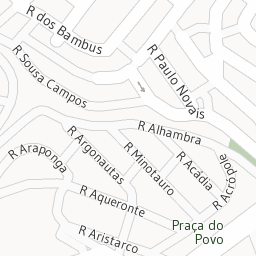 R dos Bambus
R Sousa Campos
R Paulo Novais
R Alhambra
R Araponga
R Argonautas
R Minotauro
R Acádia
R Acrópole
R Aqueronte
R Aristarco
Praça do
Povo